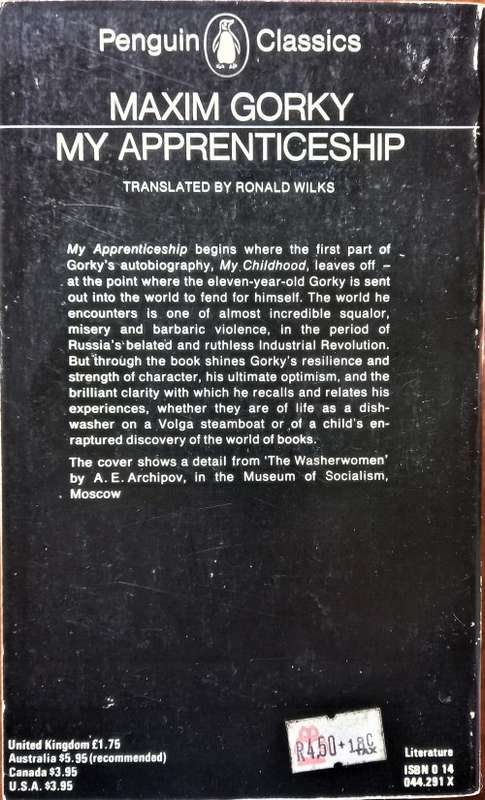 Penguin Classics
MAXIM GORKY
MY APPRENTICESHIP
TRANSLATED BY RONALD WILKS
My Apprenticeship begins where the first part of
Gorky's autobiography, My Childhood, leaves off –
at the point where the eleven-year-old Gorky is sent
out into the world to fend for himself. The world he
encounters is one of almost incredible squalor,
misery and barbaric violence, in the period of
Russia's belated and ruthless Industrial Revolution.
But through the book shines Gorky's resilience and
strength of character, his ultimate optimism, and the
brilliant clarity with which he recalls and relates his
experiences, whether they are of life as a dish-
washer on a Volga steamboat or of a child's en-
raptured discovery of the world of books.
The cover shows a detail from 'The Washerwomen'
by A. E. Archipov, in the Museum of Socialism,
Moscow
United Kingdom £1.75
Australia $5.95 (recommended)
Canada $3.95
U.S.A. $3.95
R4.50 + 18C
TAX
Literature
ISBN 0 14
044.291 X